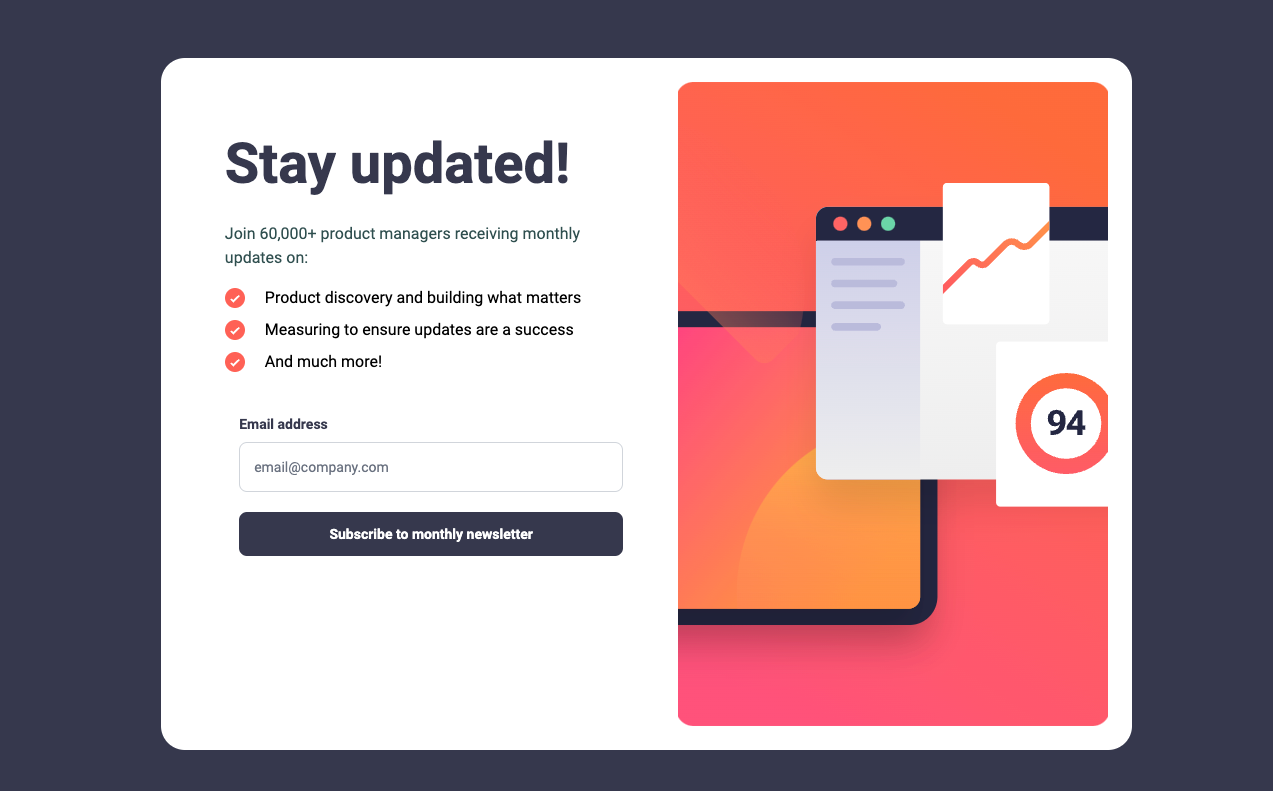 Stay updated!
Join 60,000+ product managers receiving monthly
updates on:
Product discovery and building what matters
Measuring to ensure updates are a success
And much more!
Email address
email@company.com
Subscribe to monthly newsletter
94